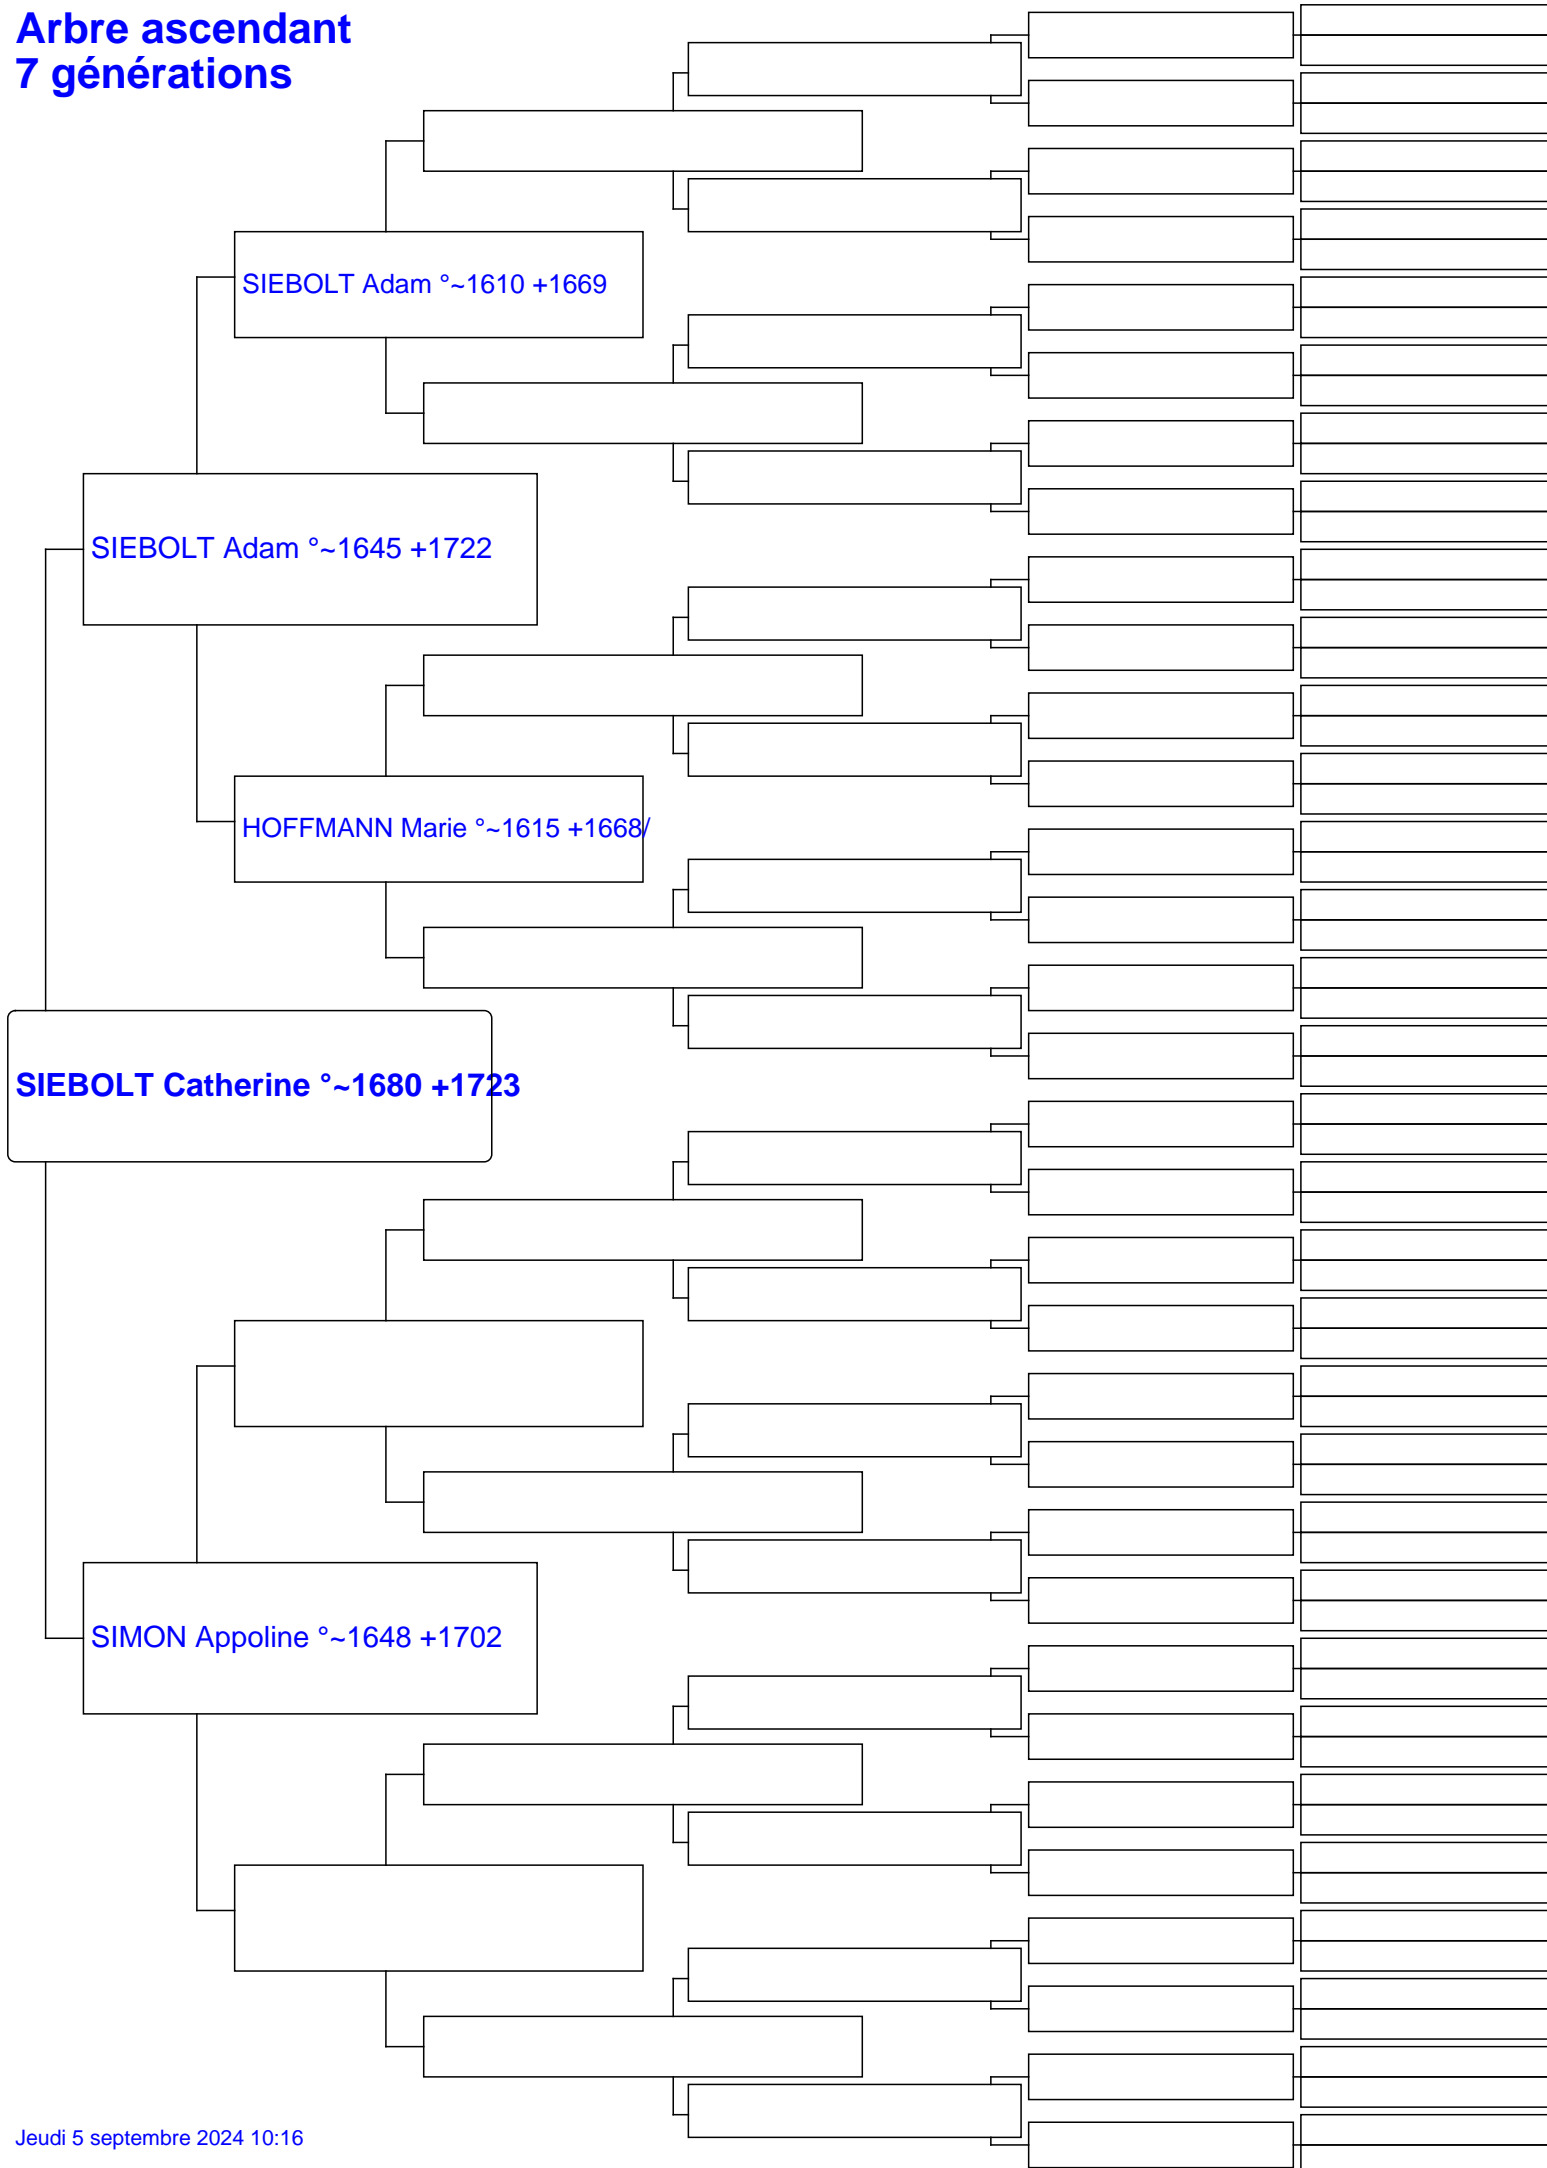 Arbre ascendant
7 générations
SIEBOLT Adam °~1610 +1669
SIEBOLT Adam °~1645 +1722
HOFFMANN Marie °~1615 +1668/
SIEBOLT Catherine °~1680 +1723
SIMON Appoline °~1648 +1702
Jeudi 5 septembre 2024 10:16